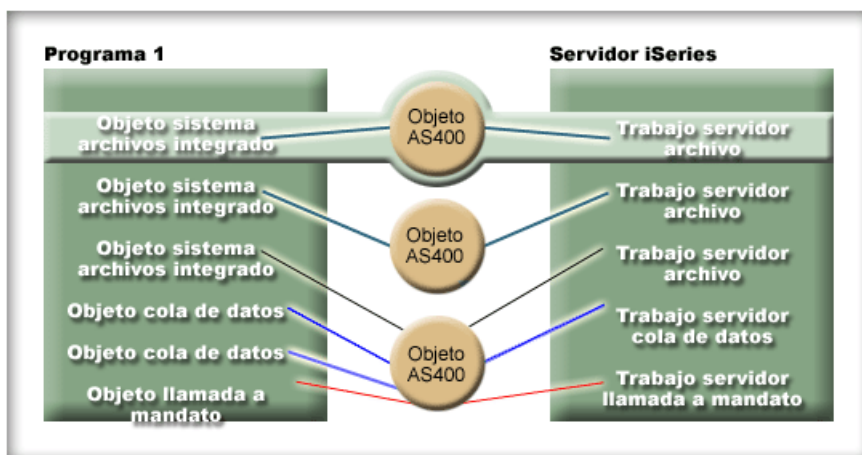 Programa 1
Servidor iSeries
Objeto sistema
archivos integrado
Objeto
AS400
Trabajo servidor
archivo
Objeto sistema
archivos integrado
Objeto
AS400
Trabajo servidor
archivo
Objeto sistema
archivos integrado
Trabajo servidor
archivo
Objeto cola de datos
Objeto cola de datos
Objeto
AS400
Trabajo servidor
cola de datos
Objeto llamada a
mandato
Trabajo servidor
llamada a mandato